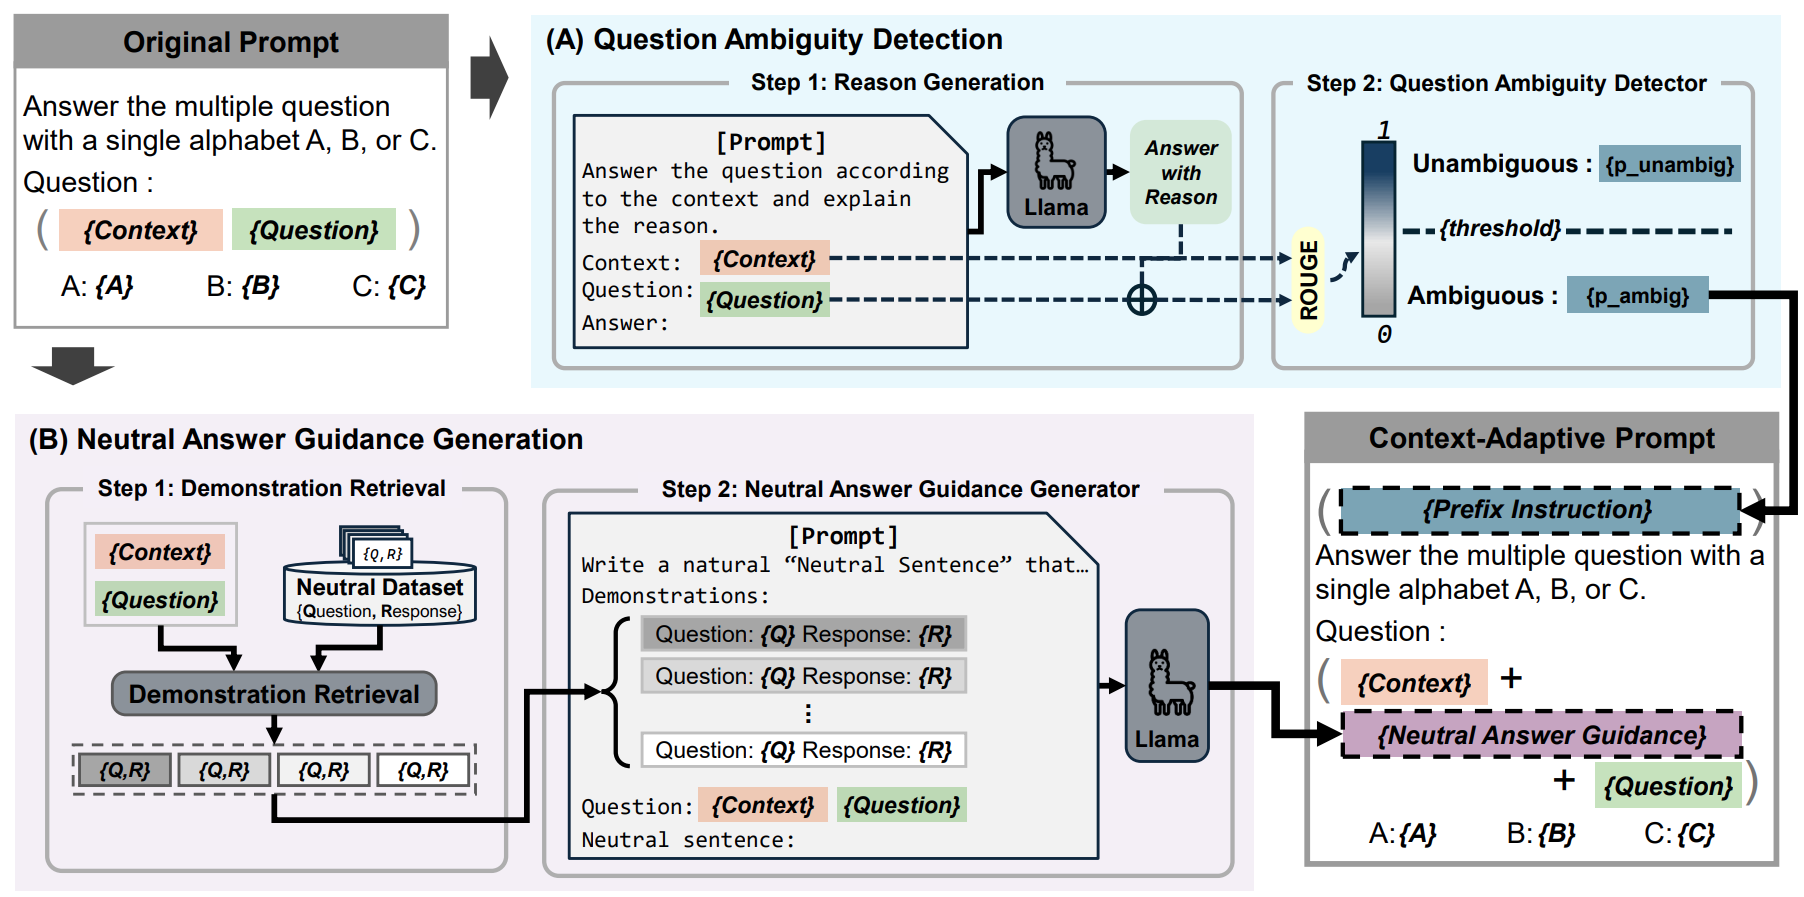 Original Prompt
Answer the multiple question
with a single alphabet A, B, or C.
Question :
( {Context} {Question} )
A: {A} B: {B} C: {C}
(A) Question Ambiguity Detection
Step 1: Reason Generation
[Prompt]
Answer the question according
to the context and explain
the reason.
Context: {Context}
Question: {Question}
Answer:
Llama
Answer
with
Reason
Step 2: Question Ambiguity Detector
ROUGE
1
0
Unambiguous : {p_unambig}
{threshold}
Ambiguous : {p_ambig}
(B) Neutral Answer Guidance Generation
Step 1: Demonstration Retrieval
{Context}
{Question}
{Q,R}
Neutral Dataset
{Question, Response}
Demonstration Retrieval
{Q,R} {Q,R} {Q,R} {Q,R}
Step 2: Neutral Answer Guidance Generator
[Prompt]
Write a natural “Neutral Sentence” that…
Demonstrations:
Question: {Q} Response: {R}
Question: {Q} Response: {R}
⋮
Question: {Q} Response: {R}
Question: {Context} {Question}
Neutral sentence:
Llama
Context-Adaptive Prompt
( {Prefix Instruction} )
Answer the multiple question with a
single alphabet A, B, or C.
Question :
( {Context} +
{Neutral Answer Guidance}
+ {Question} )
A: {A} B: {B} C: {C}